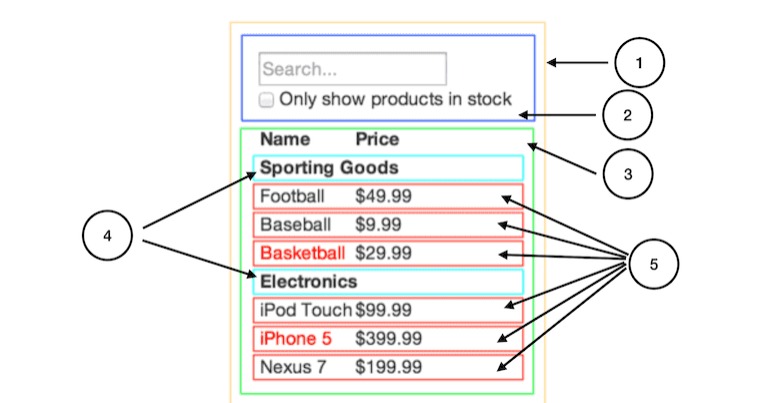 Search...
1
Only show products in stock
2
Name Price
3
Sporting Goods
Football $49.99
Baseball $9.99
4
Basketball $29.99
5
Electronics
iPod Touch $99.99
iPhone 5 $399.99
Nexus 7 $199.99